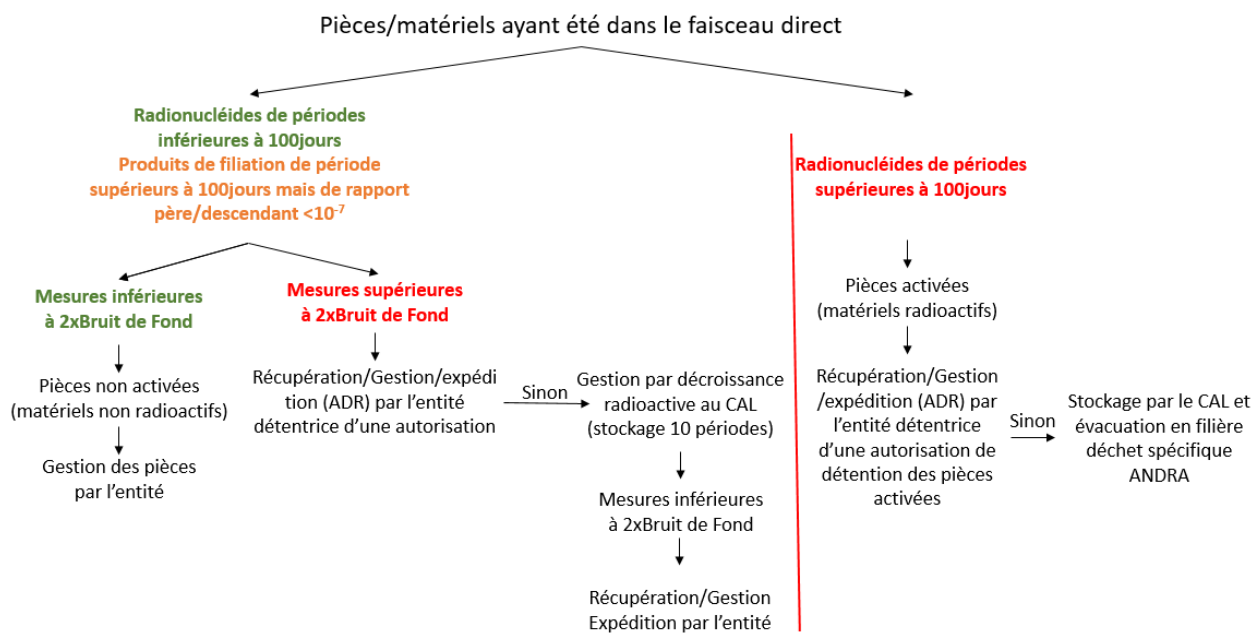 Pièces/matériels ayant été dans le faisceau direct
Radionucléides de périodes
inférieures à 100jours
Produits de filiation de période
supérieurs à 100jours mais de rapport
père/descendant <10⁻⁷
Radionucléides de périodes
supérieures à 100jours
Mesures inférieures
à 2xBruit de Fond
Mesures supérieures
à 2xBruit de Fond
Pièces activées
(matériels radioactifs)
Pièces non activées
(matériels non radioactifs)
Récupération/Gestion/expédi
tion (ADR) par l’entité
détentrice d’une autorisation
Sinon
Gestion par décroissance
radioactive au CAL
(stockage 10 périodes)
Récupération/Gestion
/expédition (ADR) par
l’entité détentrice
d’une autorisation de
détention des pièces
activées
Sinon
Stockage par le CAL et
évacuation en filière
déchet spécifique
ANDRA
Gestion des pièces
par l’entité
Mesures inférieures
à 2xBruit de Fond
Récupération/Gestion
Expédition par l’entité